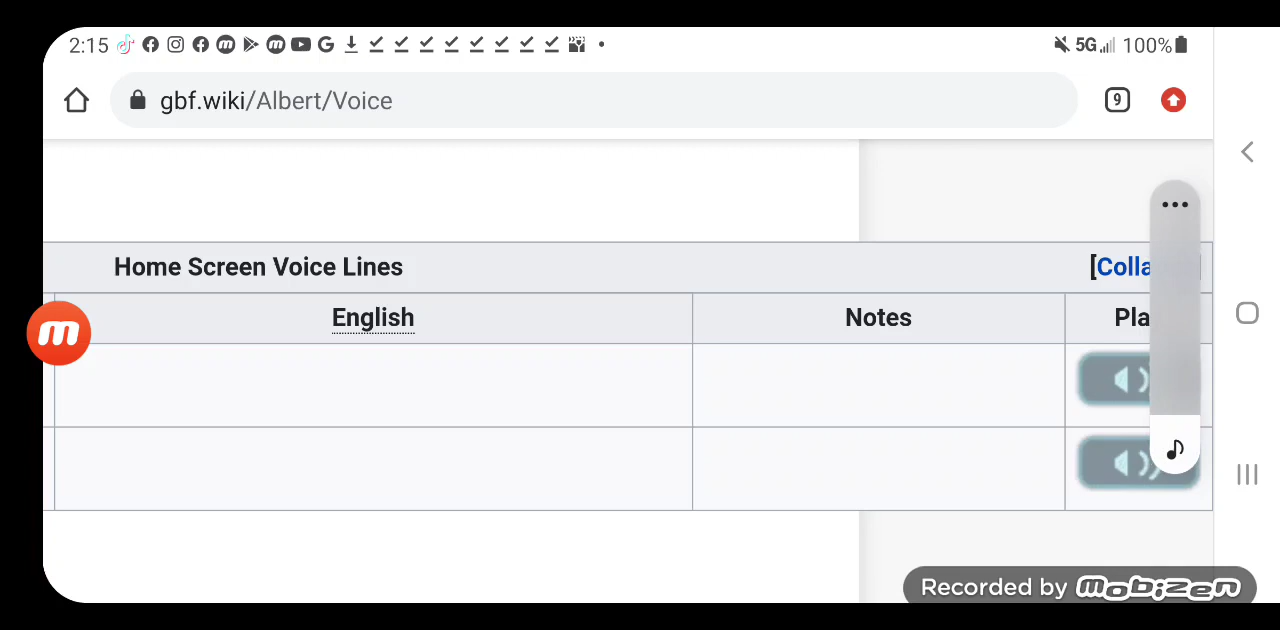 2:15 5G 100%
gbf.wiki/Albert/Voice 9
Home Screen Voice Lines [Colla
English Notes Pla
Recorded by mobizen